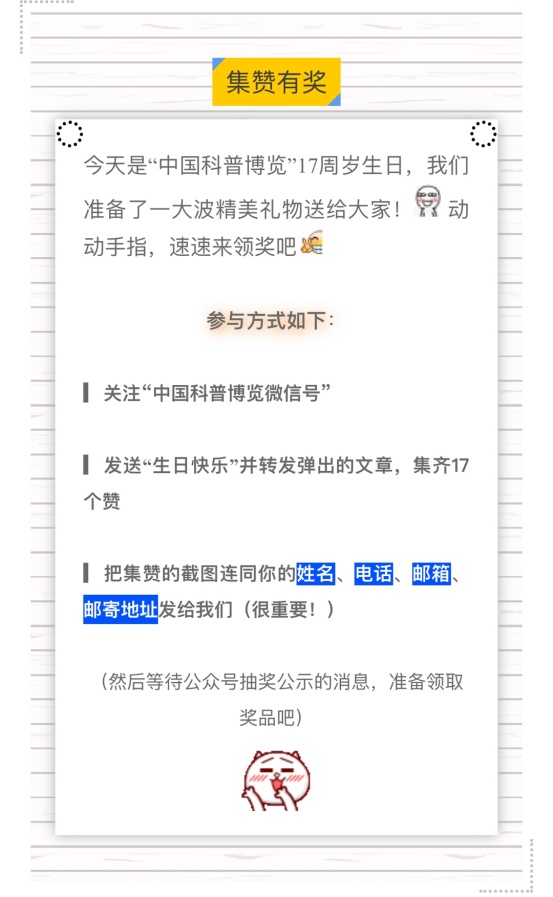 集赞有奖
今天是“中国科普博览”17周岁生日，我们
准备了一大波精美礼物送给大家！动
动手指，速速来领奖吧
参与方式如下：
关注“中国科普博览微信号”
发送“生日快乐”并转发弹出的文章，集齐17
个赞
把集赞的截图连同你的姓名、电话、邮箱、
邮寄地址发给我们（很重要！）
（然后等待公众号抽奖公示的消息，准备领取
奖品吧）